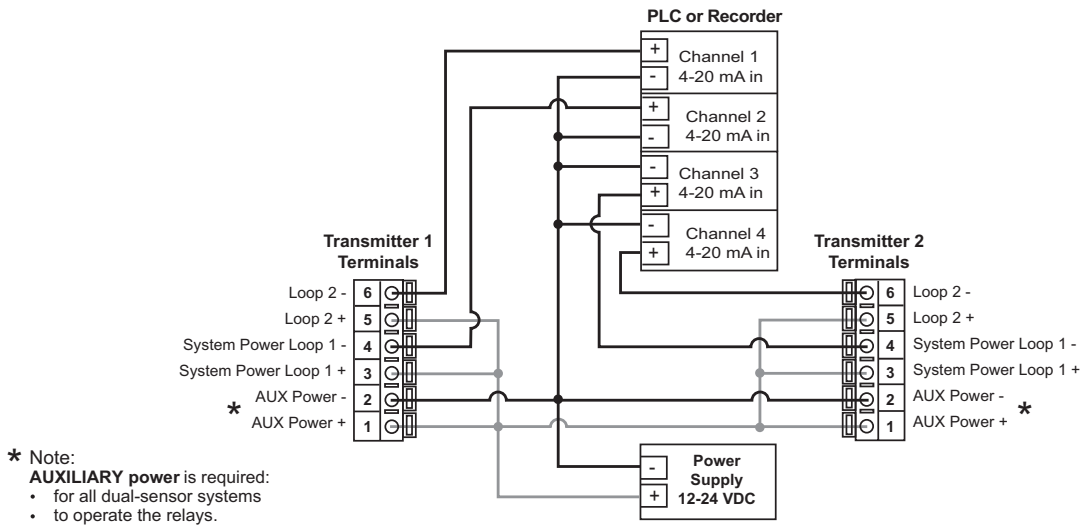 PLC or Recorder
+
Channel 1
-
4-20 mA in
+
Channel 2
-
4-20 mA in
-
Channel 3
+
4-20 mA in
-
Channel 4
+
4-20 mA in
Transmitter 1
Terminals
Loop 2 - 6
Loop 2 + 5
System Power Loop 1 - 4
System Power Loop 1 + 3
AUX Power - 2
*
AUX Power + 1
Transmitter 2
Terminals
6 Loop 2 -
5 Loop 2 +
4 System Power Loop 1 -
3 System Power Loop 1 +
2 AUX Power -
*
1 AUX Power +
-
+
Power
Supply
12-24 VDC
* Note:
AUXILIARY power is required:
• for all dual-sensor systems
• to operate the relays.